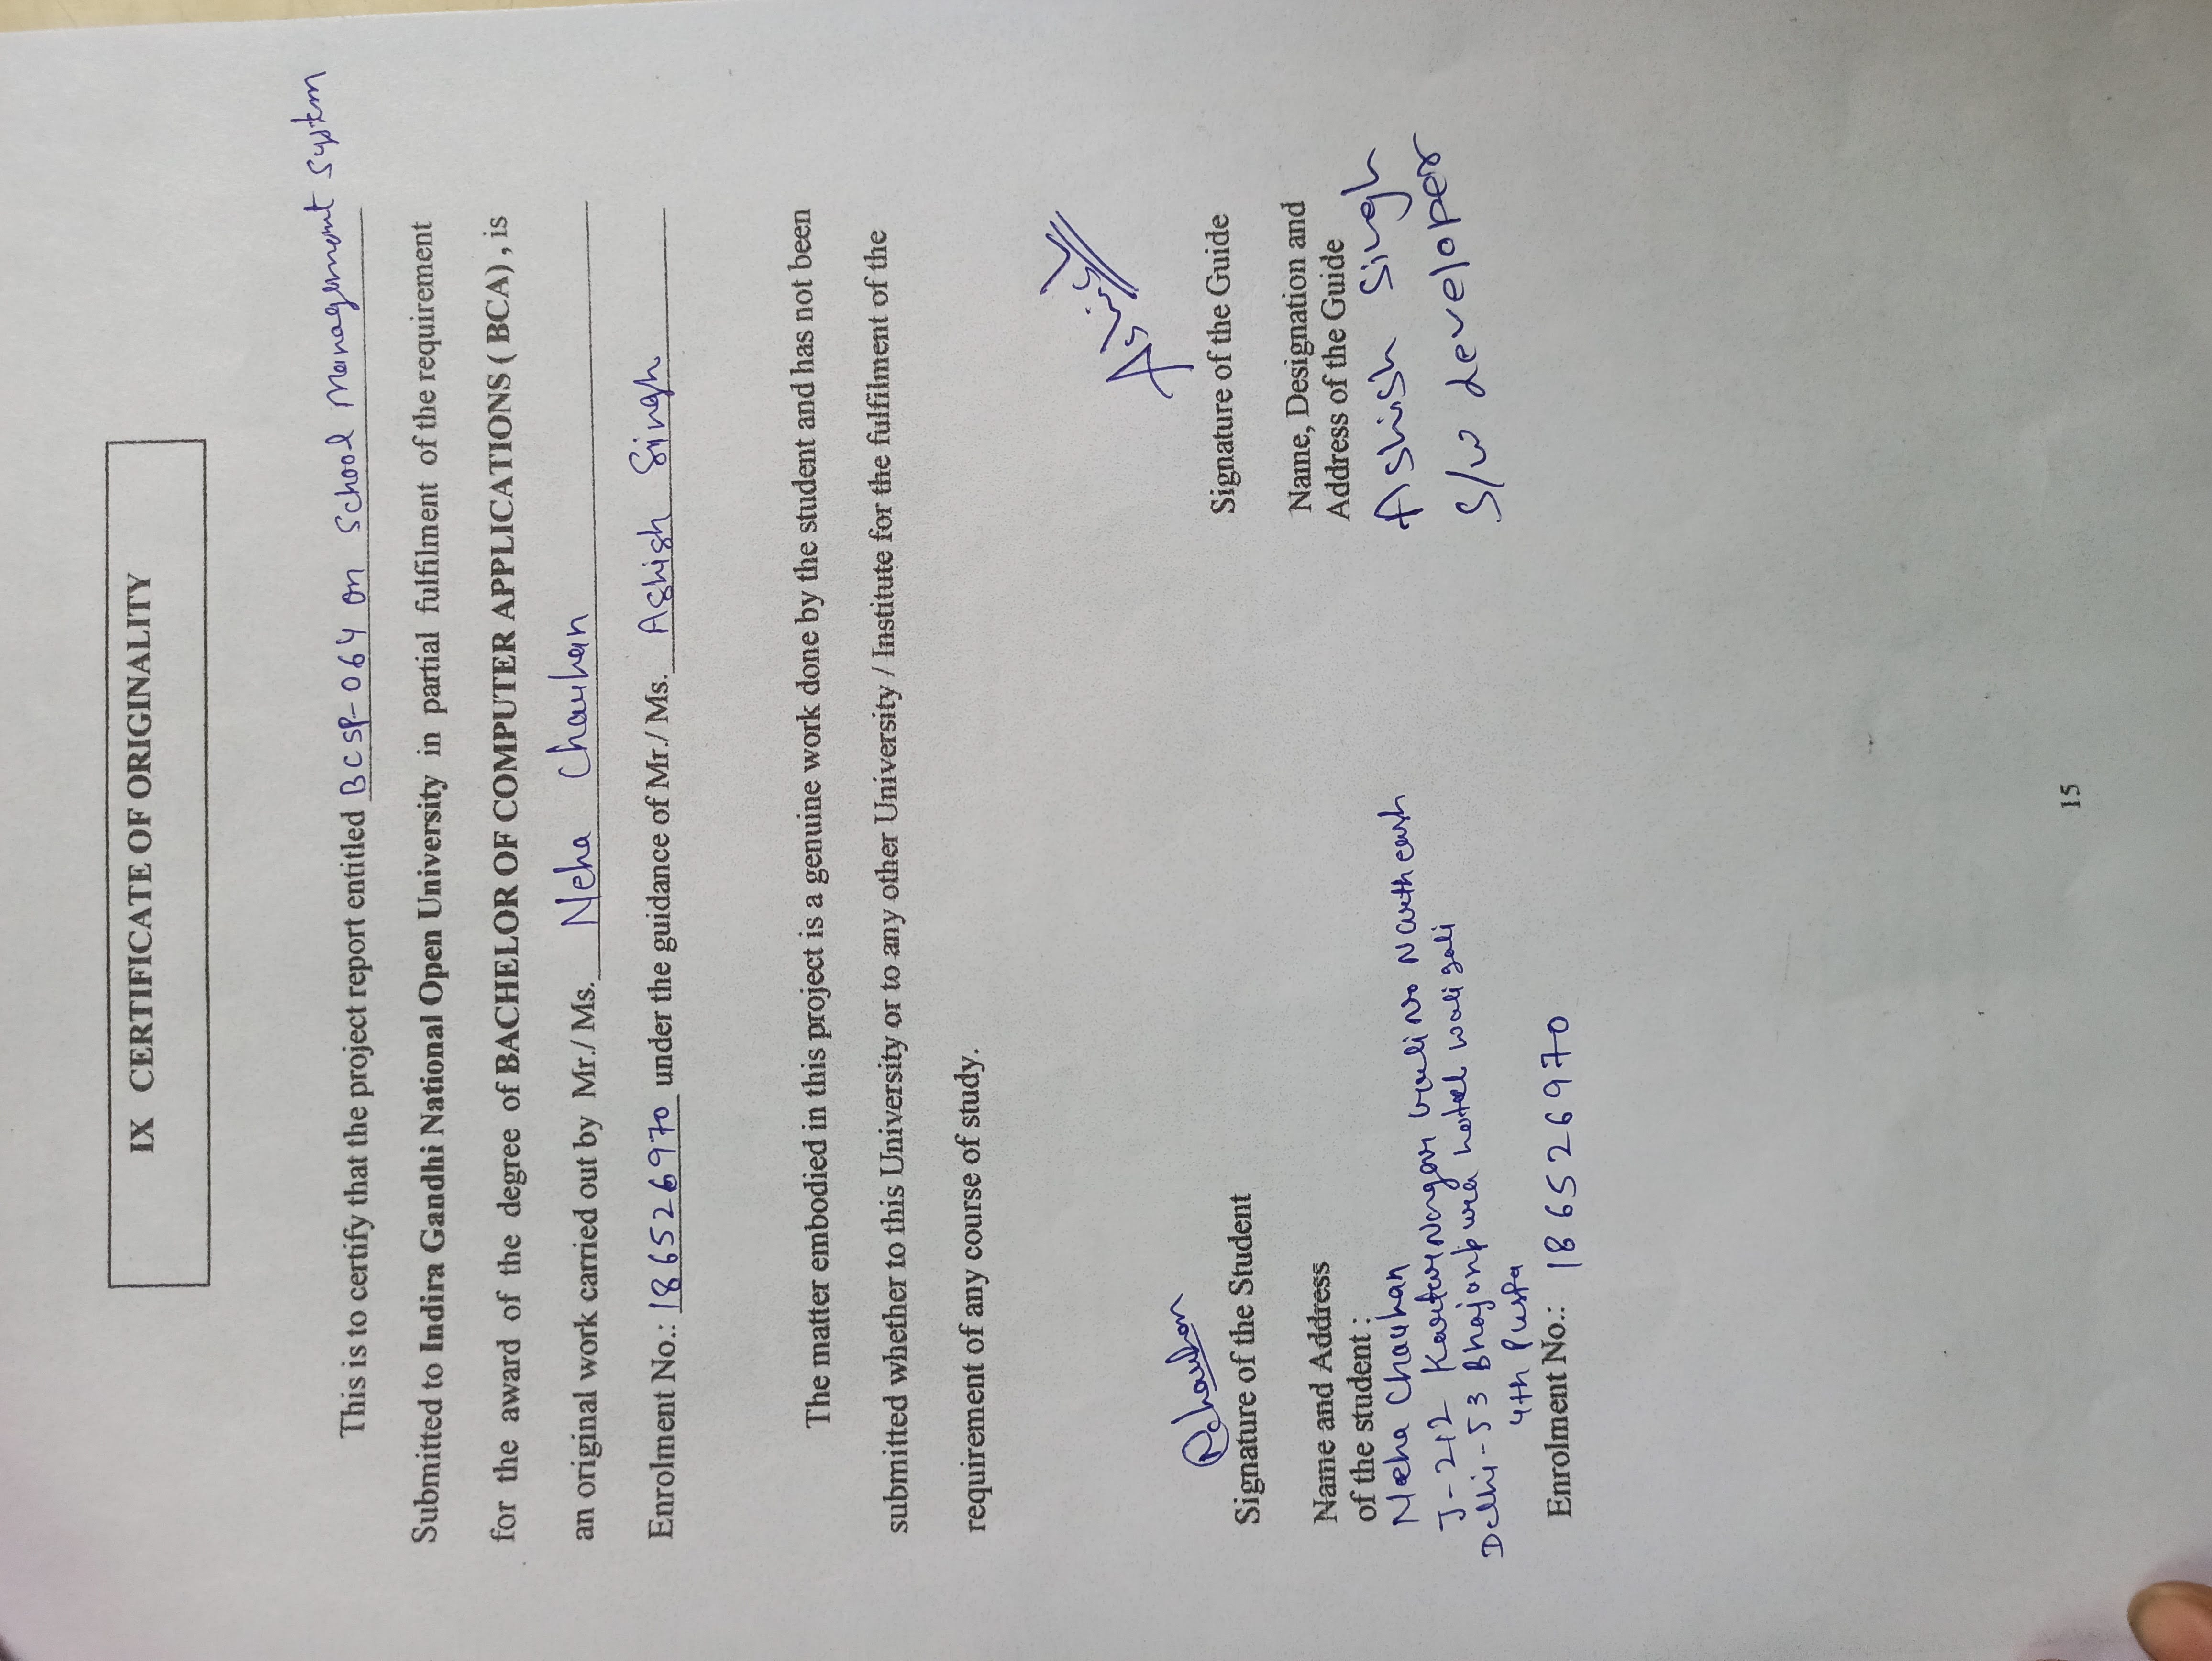 IX CERTIFICATE OF ORIGINALITY
This is to certify that the project report entitled BCSP-064 on School Management System
Submitted to Indira Gandhi National Open University in partial fulfilment of the requirement
for the award of the degree of BACHELOR OF COMPUTER APPLICATIONS ( BCA) , is
an original work carried out by Mr./ Ms. Neha Chauhan
Enrolment No.: 186526970 under the guidance of Mr./ Ms. Ashish Singh
The matter embodied in this project is a genuine work done by the student and has not been
submitted whether to this University or to any other University / Institute for the fulfilment of the
requirement of any course of study.
Signature of the Student
Signature of the Guide
Name and Address
of the student :
Neha Chauhan
J-212 Kartar Nagar Gali no North east
Delhi-53 Bhajanpura hotel wali gali
4th Pusta
Enrolment No.: 186526970
Name, Designation and
Address of the Guide
Ashish Singh
S/w developer
15